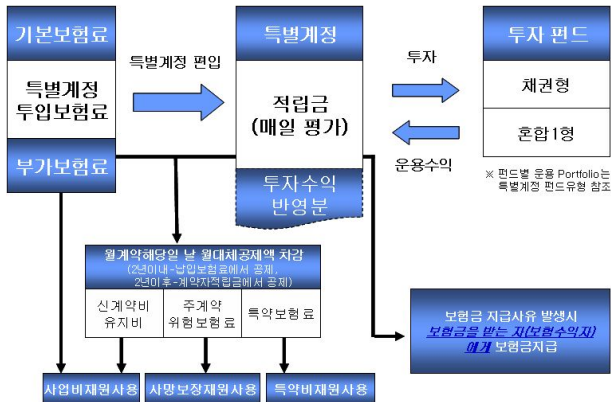 기본보험료
특별계정
투입보험료
부가보험료
특별계정 편입
특별계정
적립금
(매일 평가)
투자수익
반영분
투자
운용수익
투자 펀드
채권형
혼합1형
※ 펀드별 운용 Portfolio는
특별계정 펀드유형 참조
월계약해당일 날 월대체공제액 차감
(2년이내-납입보험료에서 공제,
2년이후-계약자적립금에서 공제)
신계약비
유지비
주계약
위험보험료
특약보험료
사업비재원사용
사망보장재원사용
특약비재원사용
보험금 지급사유 발생시
보험금을 받는 자(보험수익자)
에게 보험금지급